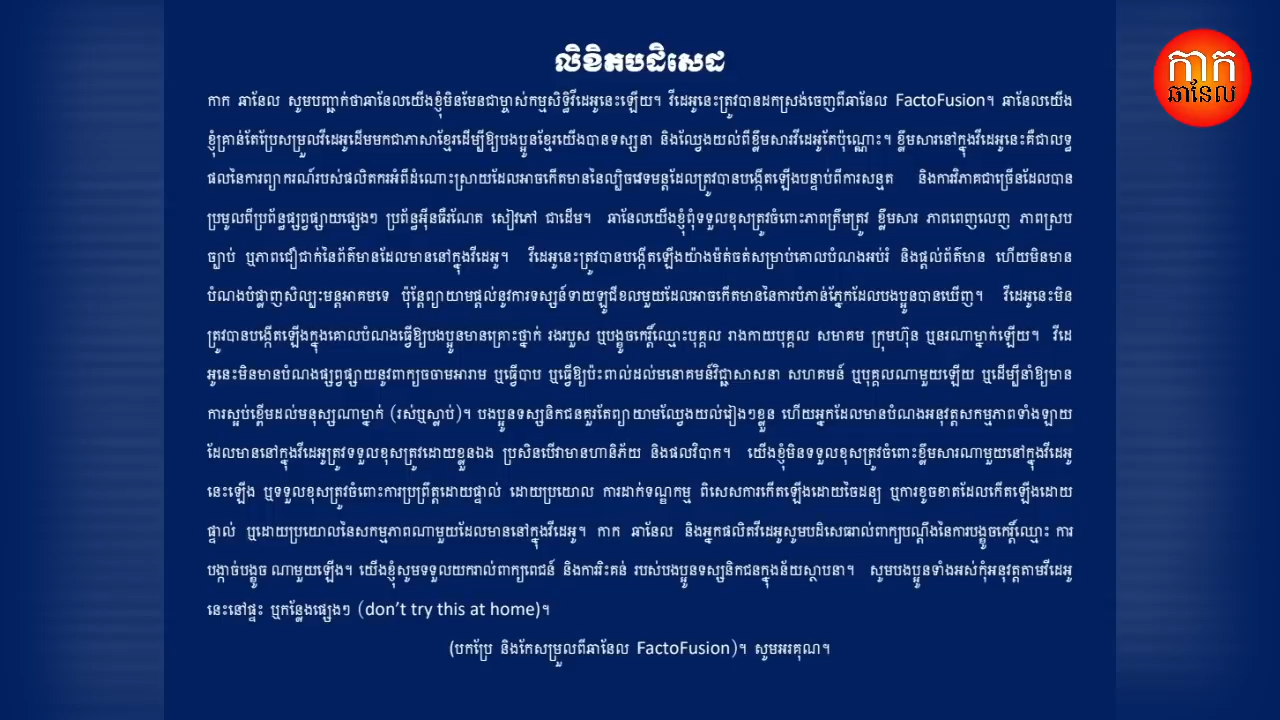 លិខិតបដិសេដ
កាក
ឆានែល
កាក ឆានែល សូមបញ្ជាក់ថាឆានែលយើងខ្ញុំមិនមែនជាម្ចាស់កម្មសិទ្ធិវីដេអូនេះឡើយ។ វីដេអូនេះត្រូវបានដកស្រង់ចេញពីឆានែល FactoFusion។ ឆានែលយើង
ខ្ញុំគ្រាន់តែប្រែសម្រួលវីដេអូដើមមកជាភាសាខ្មែរដើម្បីឱ្យបងប្អូនខ្មែរយើងបានទស្សនា និងឈ្វេងយល់ពីខ្លឹមសារវីដេអូតែប៉ុណ្ណោះ។ ខ្លឹមសារនៅក្នុងវីដេអូនេះគឺជាលទ្ធ
ផលនៃការព្យាករណ៍របស់ផលិតករអំពីដំណោះស្រាយដែលអាចកើតមាននៃល្បិចវេទមន្តដែលត្រូវបានបង្កើតឡើងបន្ទាប់ពីការសន្មត និងការវិភាគជាច្រើនដែលបាន
ប្រមូលពីប្រព័ន្ធផ្សព្វផ្សាយផ្សេងៗ ប្រព័ន្ធអ៊ីនធឺរណែត សៀវភៅ ជាដើម។ ឆានែលយើងខ្ញុំពុំទទួលខុសត្រូវចំពោះភាពត្រឹមត្រូវ ខ្លឹមសារ ភាពពេញលេញ ភាពស្រប
ច្បាប់ ឬភាពជឿជាក់នៃព័ត៌មានដែលមាននៅក្នុងវីដេអូ។ វីដេអូនេះត្រូវបានបង្កើតឡើងយ៉ាងម៉ត់ចត់សម្រាប់គោលបំណងអប់រំ និងផ្តល់ព័ត៌មាន ហើយមិនមាន
បំណងបំផ្លាញសិល្បះមន្តអាគមទេ ប៉ុន្តែព្យាយាមផ្តល់នូវការទស្សន៍ទាយឡូជីខលមួយដែលអាចកើតមាននៃការបំភាន់ភ្នែកដែលបងប្អូនបានឃើញ។ វីដេអូនេះមិន
ត្រូវបានបង្កើតឡើងក្នុងគោលបំណងធ្វើឱ្យបងប្អូនមានគ្រោះថ្នាក់ រងរបួស ឬបង្ខូចកេរ្តិ៍ឈ្មោះបុគ្គល រាងកាយបុគ្គល សមាគម ក្រុមហ៊ុន ឬនរណាម្នាក់ឡើយ។ វីដេ
អូនេះមិនមានបំណងផ្សព្វផ្សាយនូវពាក្យចចាមអារាម ឬធ្វើបាប ឬធ្វើឱ្យប៉ះពាល់ដល់មនោគមន៍វិជ្ជាសាសនា សហគមន៍ ឬបុគ្គលណាមួយឡើយ ឬដើម្បីនាំឱ្យមាន
ការស្អប់ខ្ពើមដល់មនុស្សណាម្នាក់ (រស់ឬស្លាប់)។ បងប្អូនទស្សនិកជនគួរតែព្យាយាមឈ្វេងយល់រៀងៗខ្លួន ហើយអ្នកដែលមានបំណងអនុវត្តសកម្មភាពទាំងឡាយ
ដែលមាននៅក្នុងវីដេអូត្រូវទទួលខុសត្រូវដោយខ្លួនឯង ប្រសិនបើវាមានហានិភ័យ និងផលវិបាក។ យើងខ្ញុំមិនទទួលខុសត្រូវចំពោះខ្លឹមសារណាមួយនៅក្នុងវីដេអូ
នេះឡើង ឬទទួលខុសត្រូវចំពោះការប្រព្រឹត្តដោយផ្ទាល់ ដោយប្រយោល ការដាក់ទណ្ឌកម្ម ពិសេសការកើតឡើងដោយចៃដន្យ ឬការខូចខាតដែលកើតឡើងដោយ
ផ្ទាល់ ឬដោយប្រយោលនៃសកម្មភាពណាមួយដែលមាននៅក្នុងវីដេអូ។ កាក ឆានែល និងអ្នកផលិតវីដេអូសូមបដិសេធរាល់ពាក្យបណ្តឹងនៃការបង្ខូចកេរ្តិ៍ឈ្មោះ ការ
បង្កាច់បង្ខូច ណាមួយឡើង។ យើងខ្ញុំសូមទទួលយករាល់ពាក្យពេជន៍ និងការរិះគន់ របស់បងប្អូនទស្សនិកជនក្នុងន័យស្ថាបនា។ សូមបងប្អូនទាំងអស់កុំអនុវត្តតាមវីដេអូ
នេះនៅផ្ទះ ឬកន្លែងផ្សេងៗ (don’t try this at home)។
(បកប្រែ និងកែសម្រួលពីឆានែល FactoFusion)។ សូមអរគុណ។